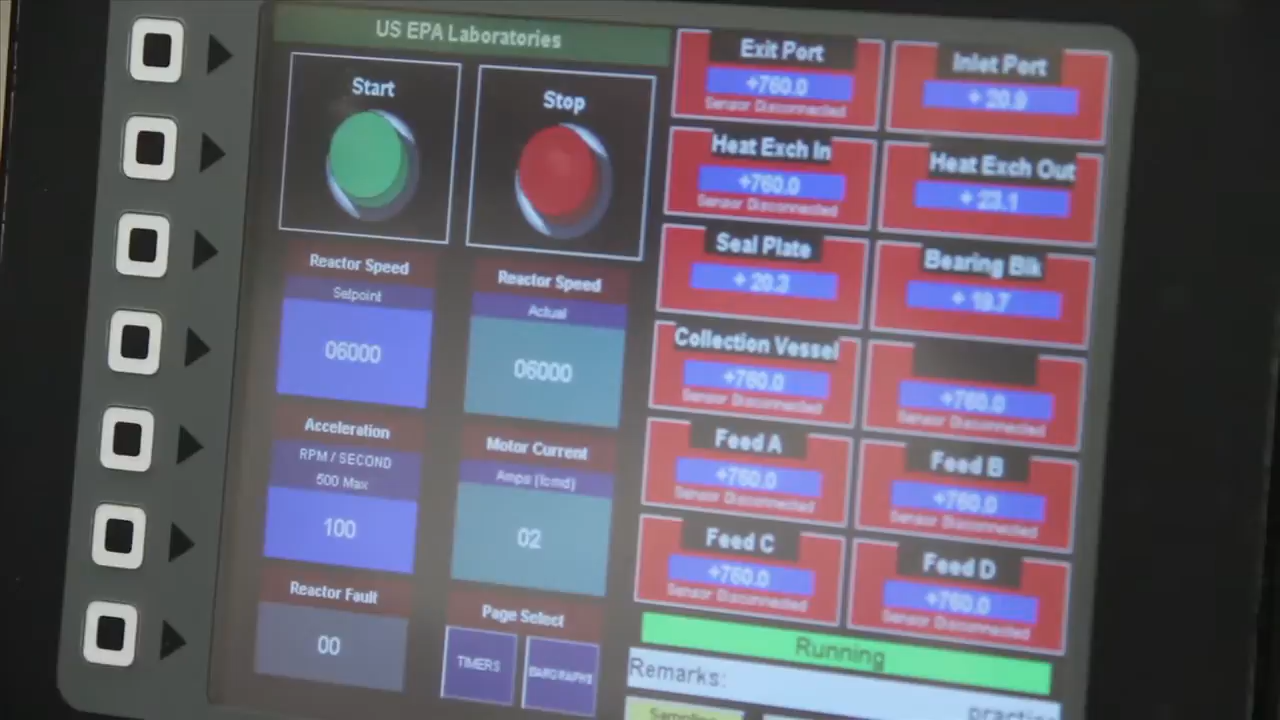 US EPA Laboratories
Start
Stop
Reactor Speed
Setpoint
06000
Reactor Speed
Actual
06000
Acceleration
RPM / SECOND
500 Max
100
Motor Current
Amps (Icmd)
02
Reactor Fault
00
Page Select
TIMERS
BARGRAPHS
Exit Port
+760.0
Sensor Disconnected
Inlet Port
+ 20.9
Heat Exch In
+760.0
Sensor Disconnected
Heat Exch Out
+ 23.1
Seal Plate
+ 20.3
Bearing Blk
+ 19.7
Collection Vessel
+760.0
Sensor Disconnected
+760.0
Sensor Disconnected
Feed A
+760.0
Sensor Disconnected
Feed B
+760.0
Sensor Disconnected
Feed C
+760.0
Sensor Disconnected
Feed D
+760.0
Running
Remarks:
practice